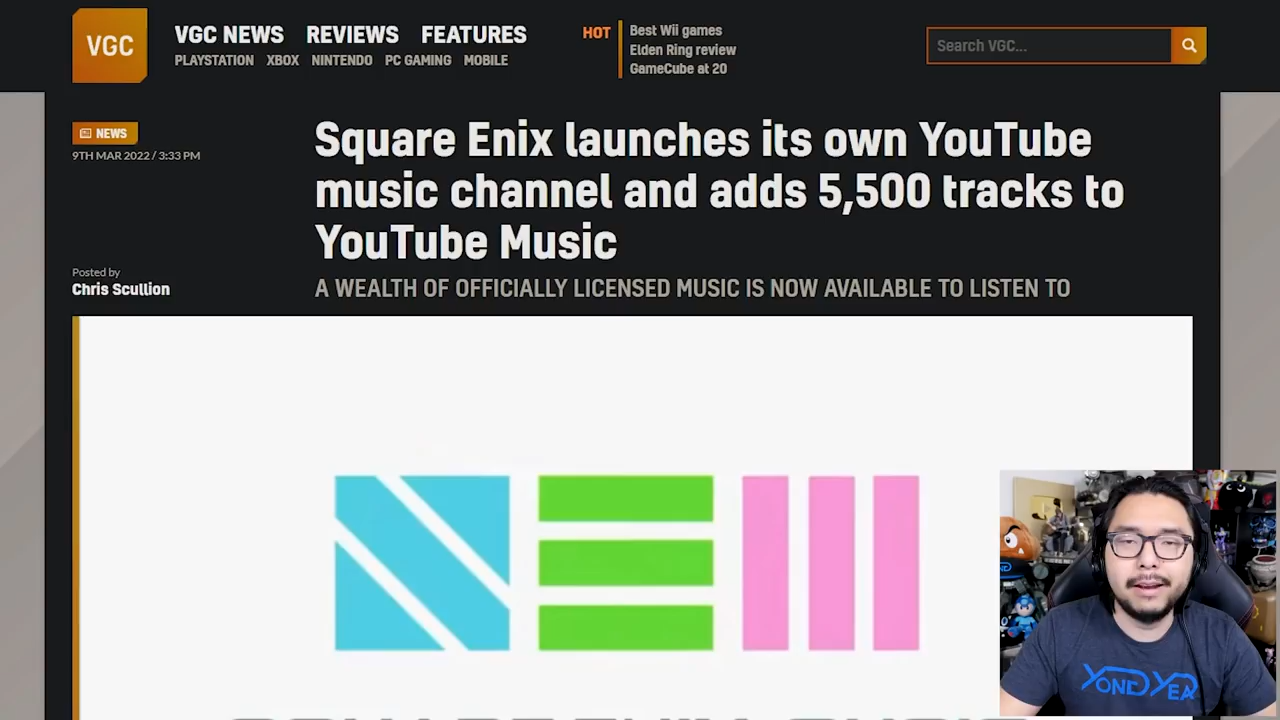 VGC
VGC NEWS REVIEWS FEATURES
PLAYSTATION XBOX NINTENDO PC GAMING MOBILE
HOT
Best Wii games
Elden Ring review
GameCube at 20
Search VGC...
NEWS
9TH MAR 2022 / 3:33 PM
Square Enix launches its own YouTube
music channel and adds 5,500 tracks to
YouTube Music
A WEALTH OF OFFICIALLY LICENSED MUSIC IS NOW AVAILABLE TO LISTEN TO
Posted by
Chris Scullion
YONG YEA